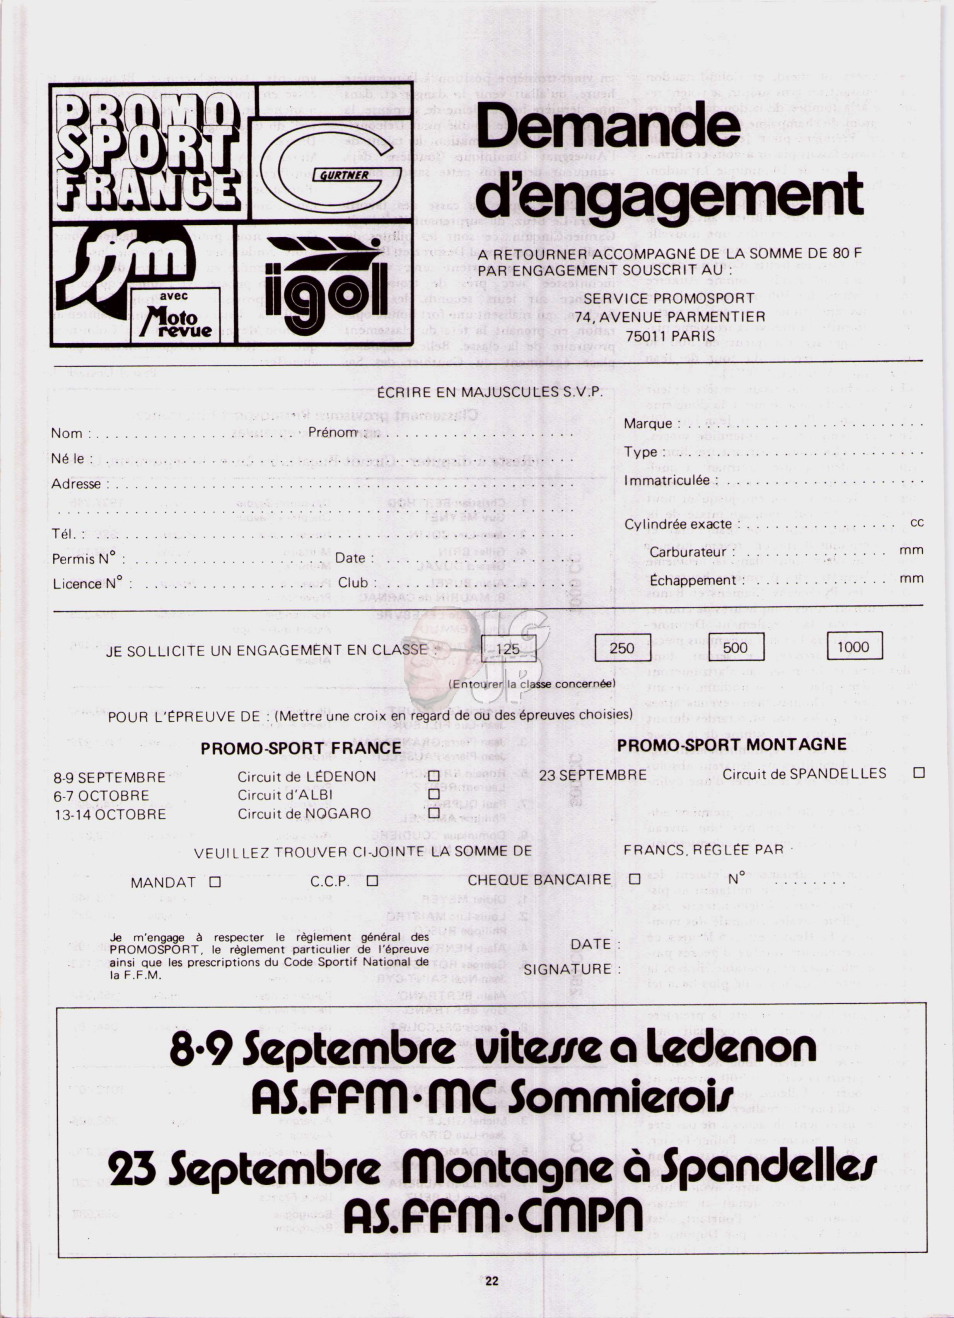 PROMO
SPORT
FRANCE
GURTNER
ffm
avec
Moto
revue
igol
Demande
d'engagement
A RETOURNER ACCOMPAGNÉ DE LA SOMME DE 80 F
PAR ENGAGEMENT SOUSCRIT AU :
SERVICE PROMOSPORT
74, AVENUE PARMENTIER
75011 PARIS
ÉCRIRE EN MAJUSCULES S.V.P.
Nom : . . . . . . . . . . Prénom : . . . . . . . . . .
Né le : . . . . . . . . . .
Adresse : . . . . . . . . . .
. . . . . . . . . .
Tél. : . . . . . . . . . .
Permis N° : . . . . . . . . . . Date : . . . . . . . . . .
Licence N° : . . . . . . . . . . Club : . . . . . . . . . .
Marque : . . . . . . . . . .
Type : . . . . . . . . . .
Immatriculée : . . . . . . . . . .
Cylindrée exacte : . . . . . . . . . . cc
Carburateur : . . . . . . . . . . mm
Échappement : . . . . . . . . . . mm
JE SOLLICITE UN ENGAGEMENT EN CLASSE : 125 250 500 1000
LG
UP
(Entourer la classe concernée)
POUR L'ÉPREUVE DE : (Mettre une croix en regard de ou des épreuves choisies)
PROMO-SPORT FRANCE
8-9 SEPTEMBRE Circuit de LÉDENON ☐
6-7 OCTOBRE Circuit d'ALBI ☐
13-14 OCTOBRE Circuit de NOGARO ☐
PROMO-SPORT MONTAGNE
23 SEPTEMBRE Circuit de SPANDELLES ☐
VEUILLEZ TROUVER CI-JOINTE LA SOMME DE FRANCS, RÉGLÉE PAR
MANDAT ☐ C.C.P. ☐ CHEQUE BANCAIRE ☐ N° . . . . . . . .
Je m'engage à respecter le règlement général des
PROMOSPORT, le règlement particulier de l'épreuve
ainsi que les prescriptions du Code Sportif National de
la F.F.M.
DATE :
SIGNATURE :
8-9 Septembre vitesse a Ledenon
AS.FFM·MC Sommierois
23 Septembre Montagne à Spandelles
AS.FFM·CMPN
22